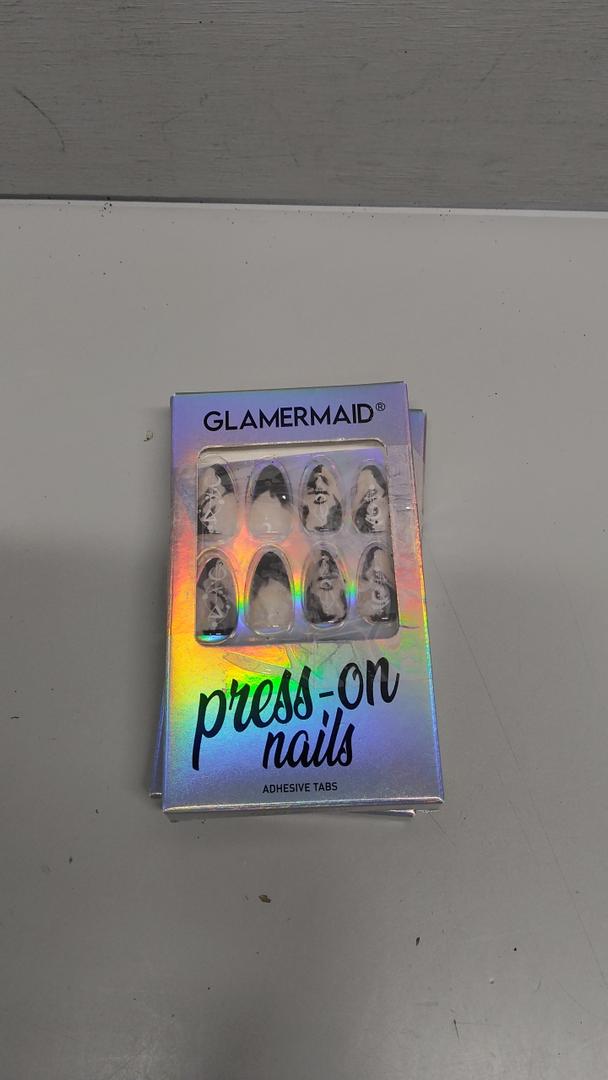 GLAMERMAID®
press-on
nails
ADHESIVE TABS